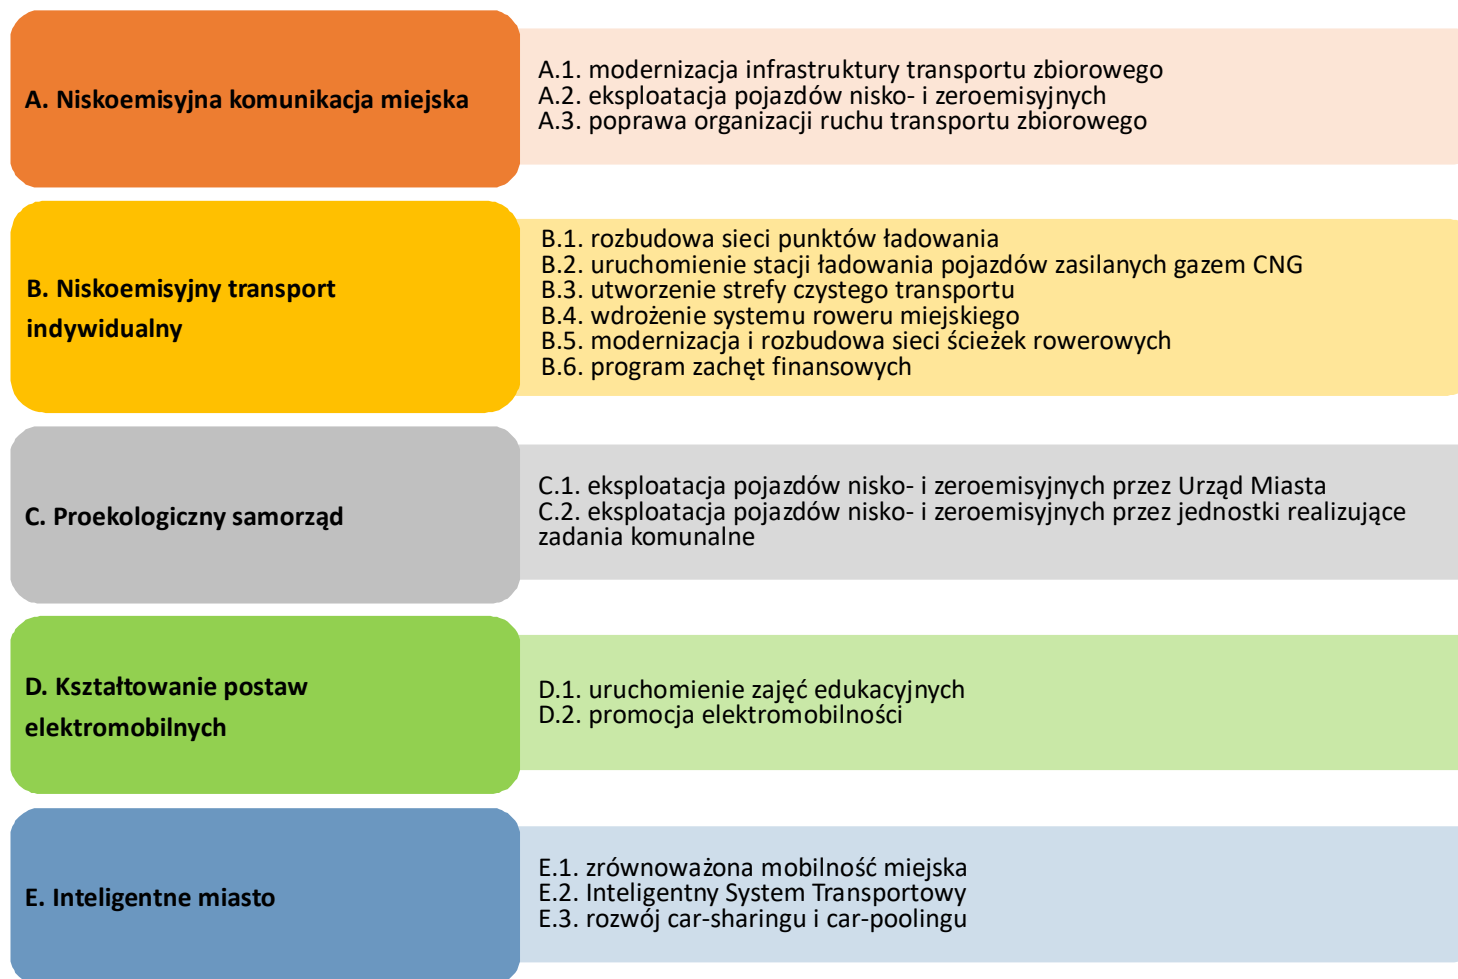 A. Niskoemisyjna komunikacja miejska
A.1. modernizacja infrastruktury transportu zbiorowego
A.2. eksploatacja pojazdów nisko- i zeroemisyjnych
A.3. poprawa organizacji ruchu transportu zbiorowego
B. Niskoemisyjny transport
indywidualny
B.1. rozbudowa sieci punktów ładowania
B.2. uruchomienie stacji ładowania pojazdów zasilanych gazem CNG
B.3. utworzenie strefy czystego transportu
B.4. wdrożenie systemu roweru miejskiego
B.5. modernizacja i rozbudowa sieci ścieżek rowerowych
B.6. program zachęt finansowych
C. Proekologiczny samorząd
C.1. eksploatacja pojazdów nisko- i zeroemisyjnych przez Urząd Miasta
C.2. eksploatacja pojazdów nisko- i zeroemisyjnych przez jednostki realizujące
zadania komunalne
D. Kształtowanie postaw
elektromobilnych
D.1. uruchomienie zajęć edukacyjnych
D.2. promocja elektromobilności
E. Inteligentne miasto
E.1. zrównoważona mobilność miejska
E.2. Inteligentny System Transportowy
E.3. rozwój car-sharingu i car-poolingu